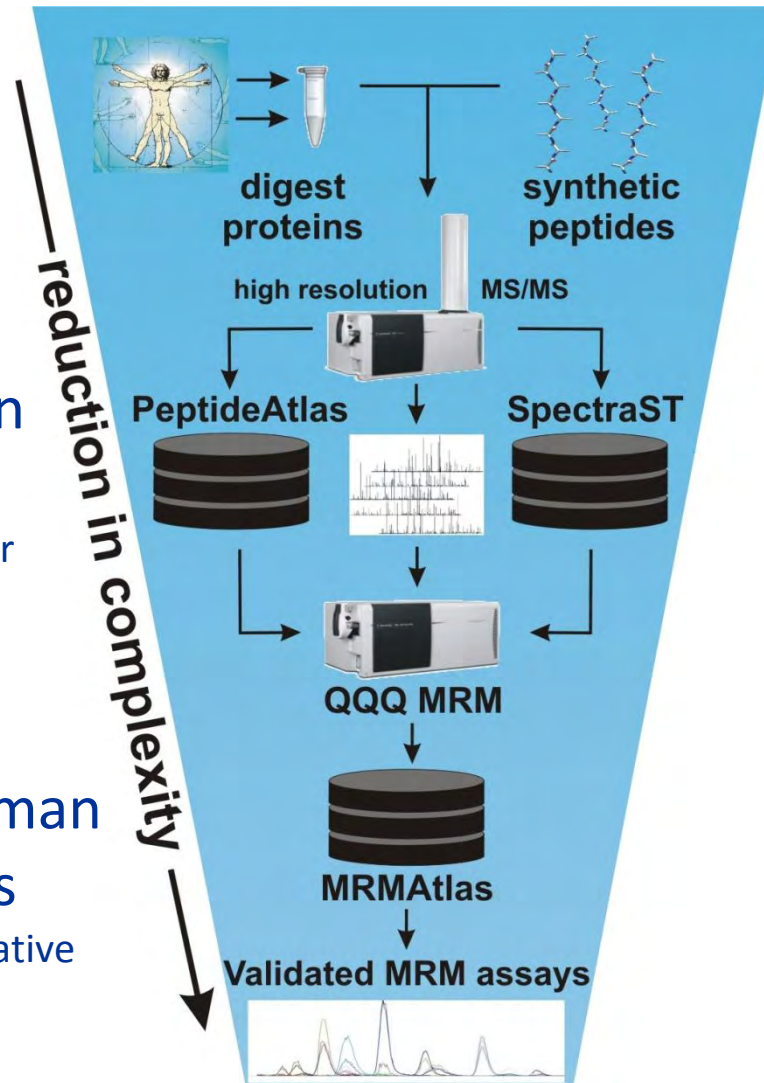 digest
proteins
synthetic
peptides
high resolution MS/MS
reduction in complexity
PeptideAtlas
SpectraST
QQQ MRM
MRMAtlas
Validated MRM assays
n
r
man
s
ative